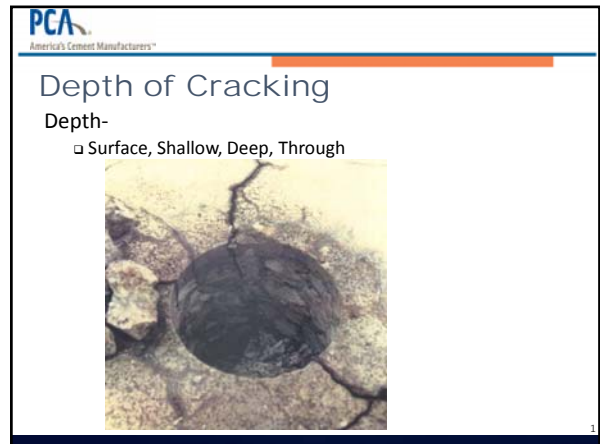 PCA
America's Cement Manufacturers™
Depth of Cracking
Depth-
❑ Surface, Shallow, Deep, Through
1